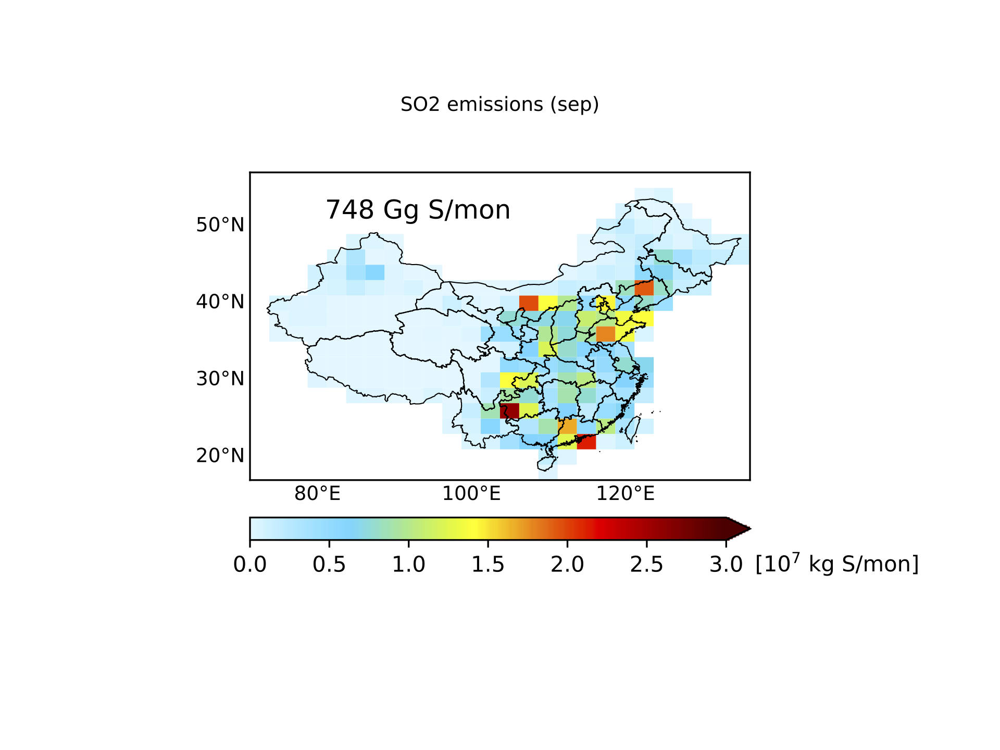 SO2 emissions (sep)
748 Gg S/mon
50°N
40°N
30°N
20°N
80°E 100°E 120°E
0.0 0.5 1.0 1.5 2.0 2.5 3.0 [10⁷ kg S/mon]